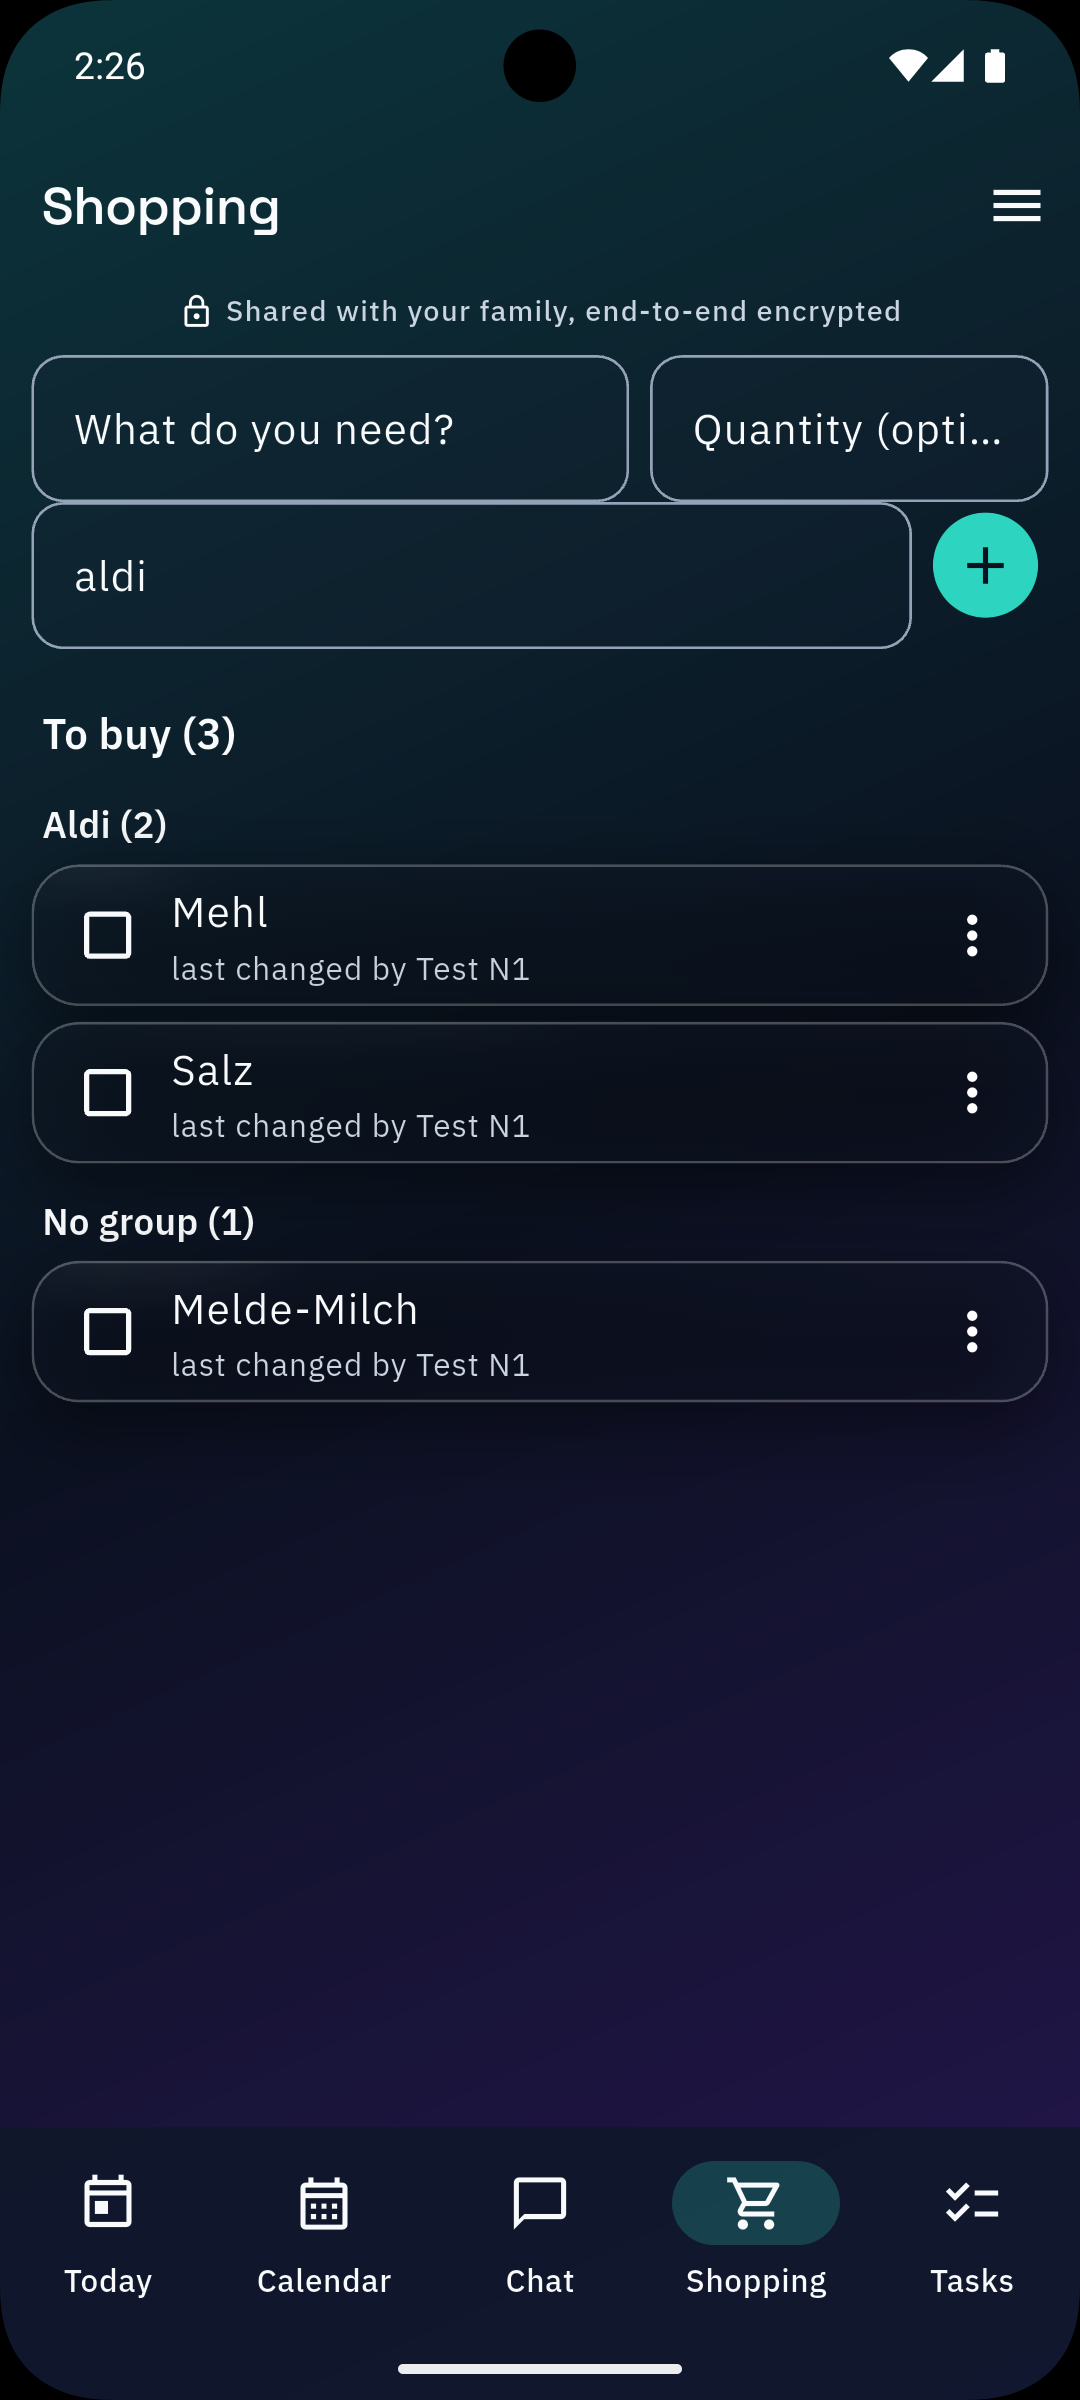 2:26
Shopping
Shared with your family, end-to-end encrypted
What do you need?
Quantity (opti...
aldi
To buy (3)
Aldi (2)
Mehl
last changed by Test N1
Salz
last changed by Test N1
No group (1)
Melde-Milch
last changed by Test N1
Today
Calendar
Chat
Shopping
Tasks